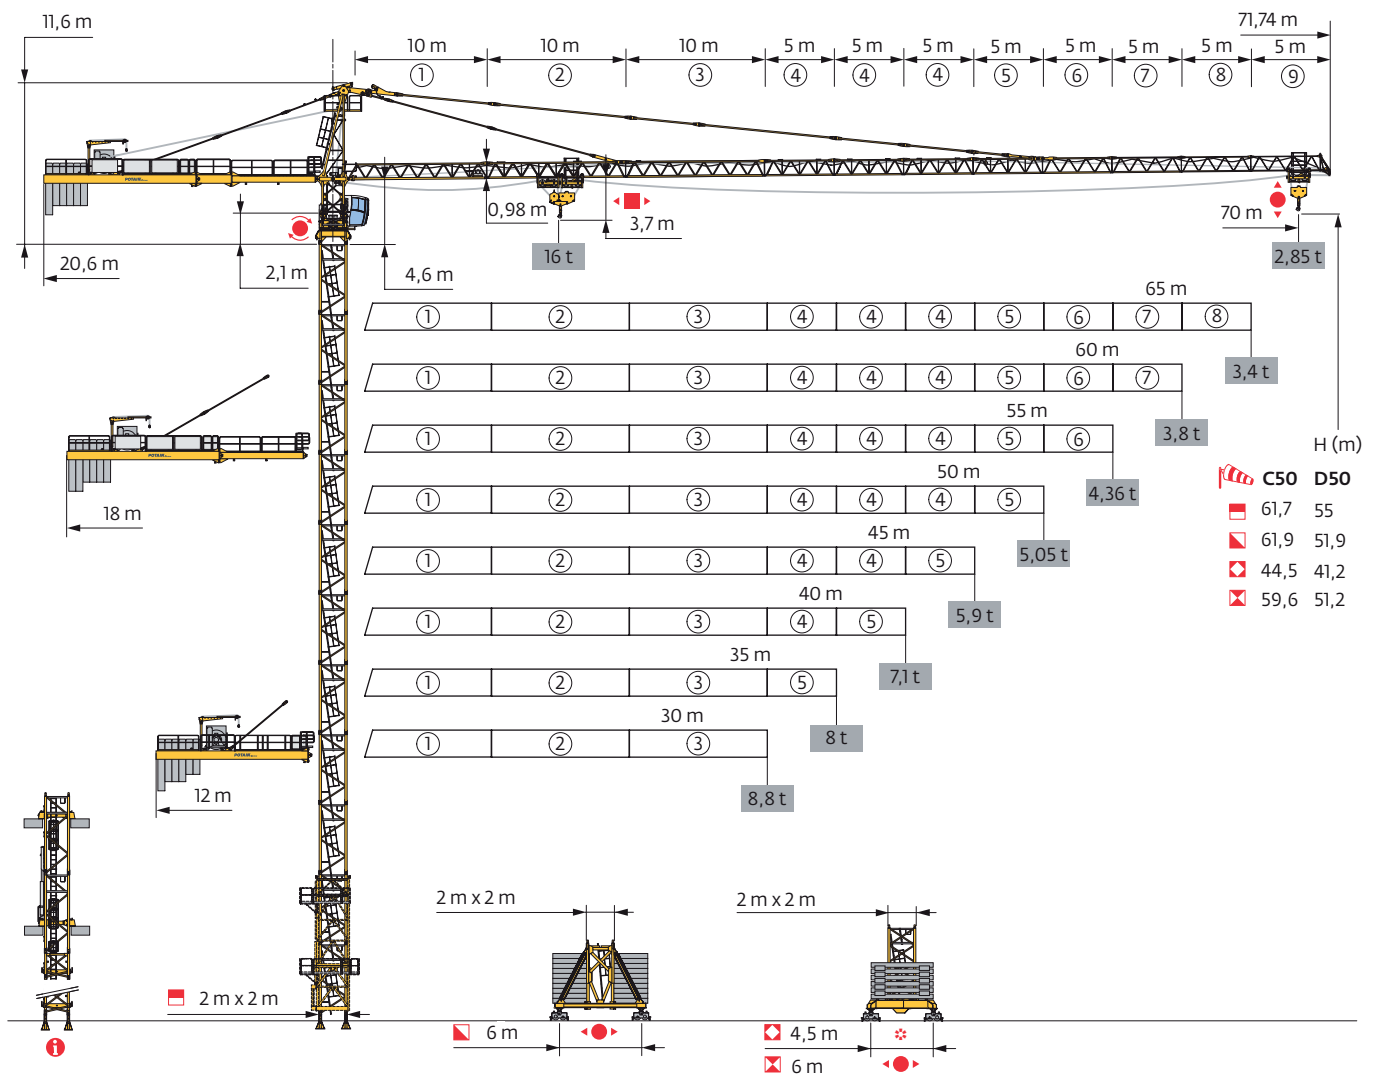 11,6 m
71,74 m
10 m 10 m 10 m 5 m 5 m 5 m 5 m 5 m 5 m 5 m 5 m
① ② ③ ④ ④ ④ ⑤ ⑥ ⑦ ⑧ ⑨
POTAIN
0,98 m
3,7 m
70 m
16 t
2,85 t
20,6 m
2,1 m
4,6 m
65 m
① ② ③ ④ ④ ④ ⑤ ⑥ ⑦ ⑧
3,4 t
60 m
① ② ③ ④ ④ ④ ⑤ ⑥ ⑦
3,8 t
55 m
① ② ③ ④ ④ ④ ⑤ ⑥
4,36 t
POTAIN
18 m
50 m
① ② ③ ④ ④ ④ ⑤
5,05 t
45 m
① ② ③ ④ ④ ⑤
5,9 t
40 m
① ② ③ ④ ⑤
7,1 t
35 m
① ② ③ ⑤
8 t
30 m
① ② ③
8,8 t
POTAIN
12 m
H (m)
C50 D50
61,7 55
61,9 51,9
44,5 41,2
59,6 51,2
2 m x 2 m
2 m x 2 m
2 m x 2 m
6 m
4,5 m
6 m
i